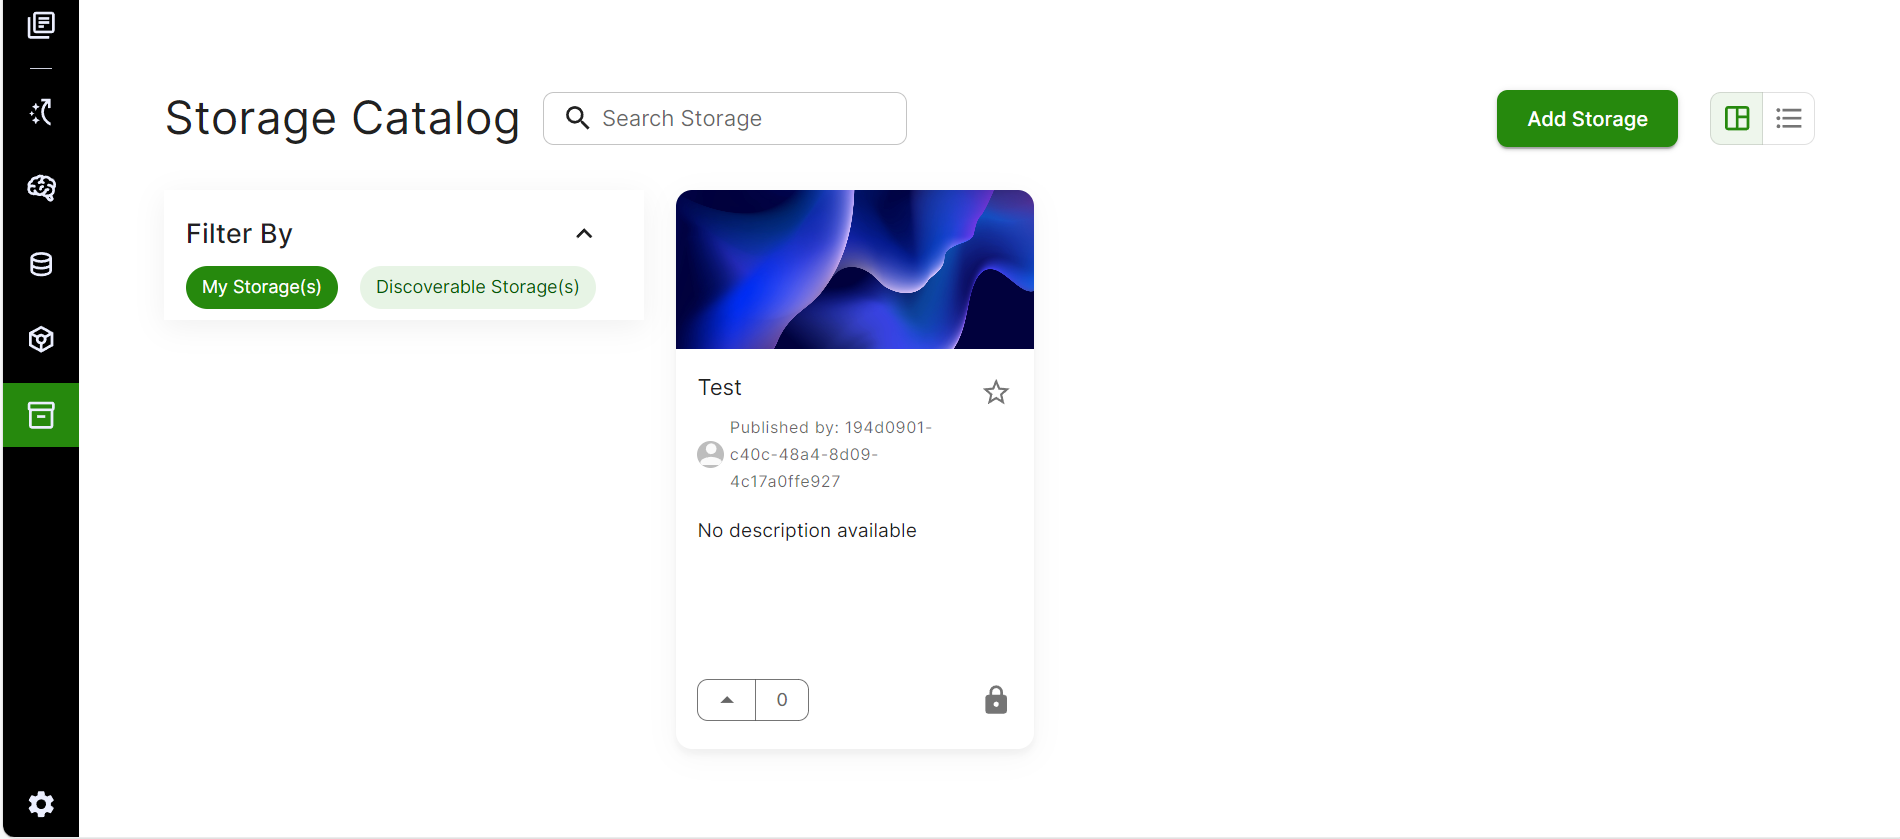 Storage Catalog
Search Storage
Add Storage
Filter By
My Storage(s)
Discoverable Storage(s)
Test
Published by: 194d0901-
c40c-48a4-8d09-
4c17a0ffe927
No description available
0